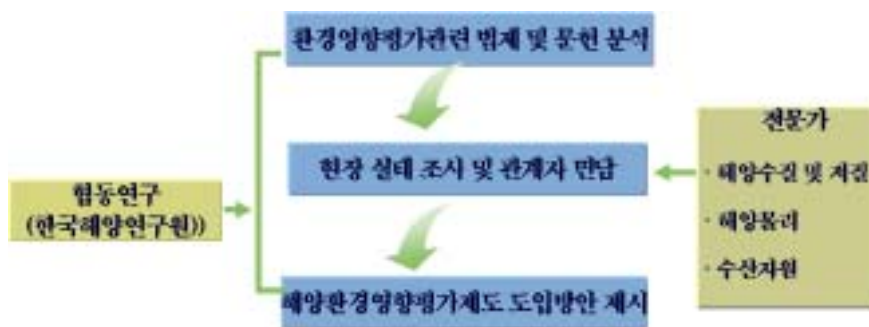 환경영향평가관련 법제 및 문헌 분석
현장 실태 조사 및 관계자 면담
해양환경영향평가제도 도입방안 제시
협동연구
(한국해양연구원))
전문가
· 해양수질 및 저질
· 해양물리
· 수산자원